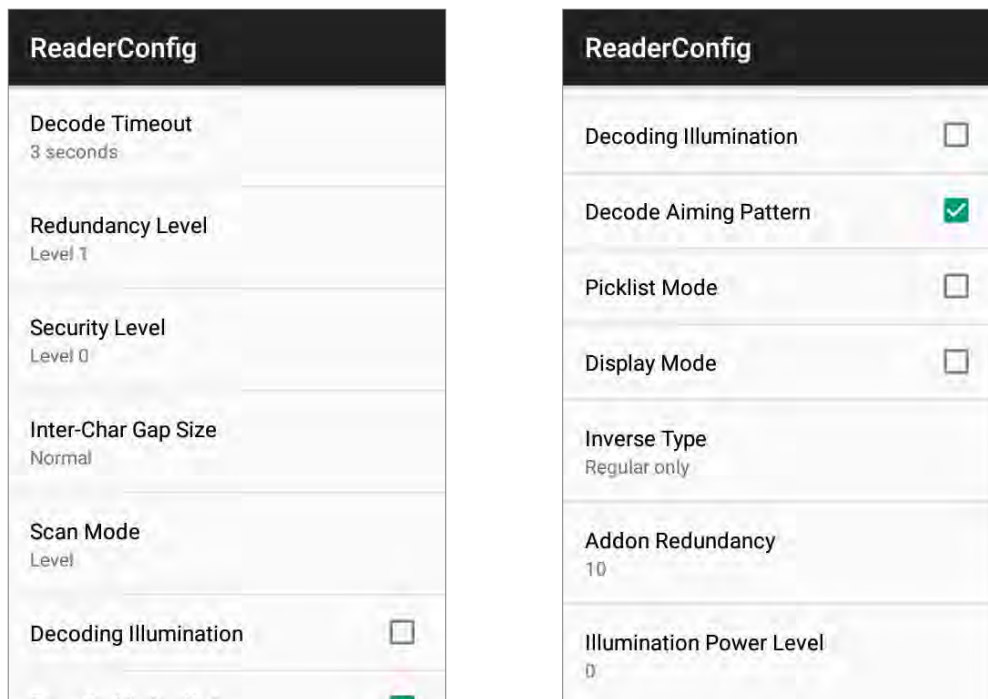 ReaderConfig
Decode Timeout
3 seconds
Redundancy Level
Level 1
Security Level
Level 0
Inter-Char Gap Size
Normal
Scan Mode
Level
Decoding Illumination
ReaderConfig
Decoding Illumination
Decode Aiming Pattern
Picklist Mode
Display Mode
Inverse Type
Regular only
Addon Redundancy
10
Illumination Power Level
0